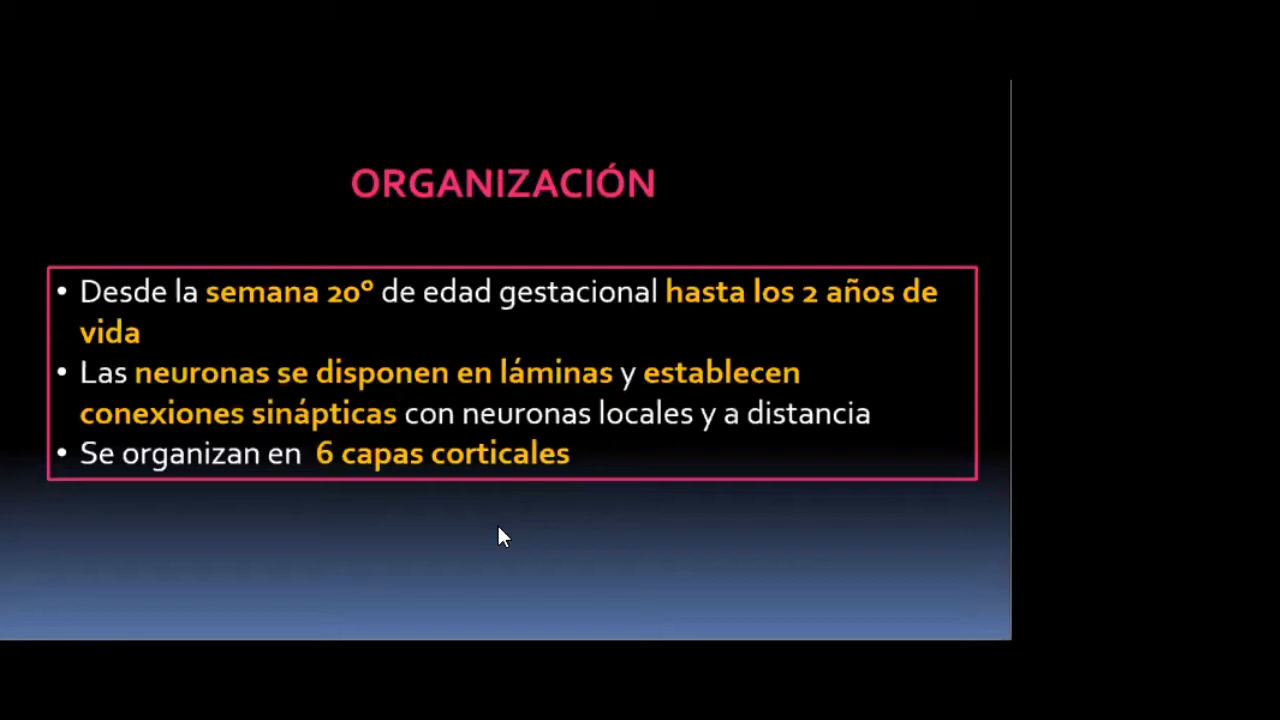 ORGANIZACIÓN
• Desde la semana 20° de edad gestacional hasta los 2 años de
vida
• Las neuronas se disponen en láminas y establecen
conexiones sinápticas con neuronas locales y a distancia
• Se organizan en 6 capas corticales